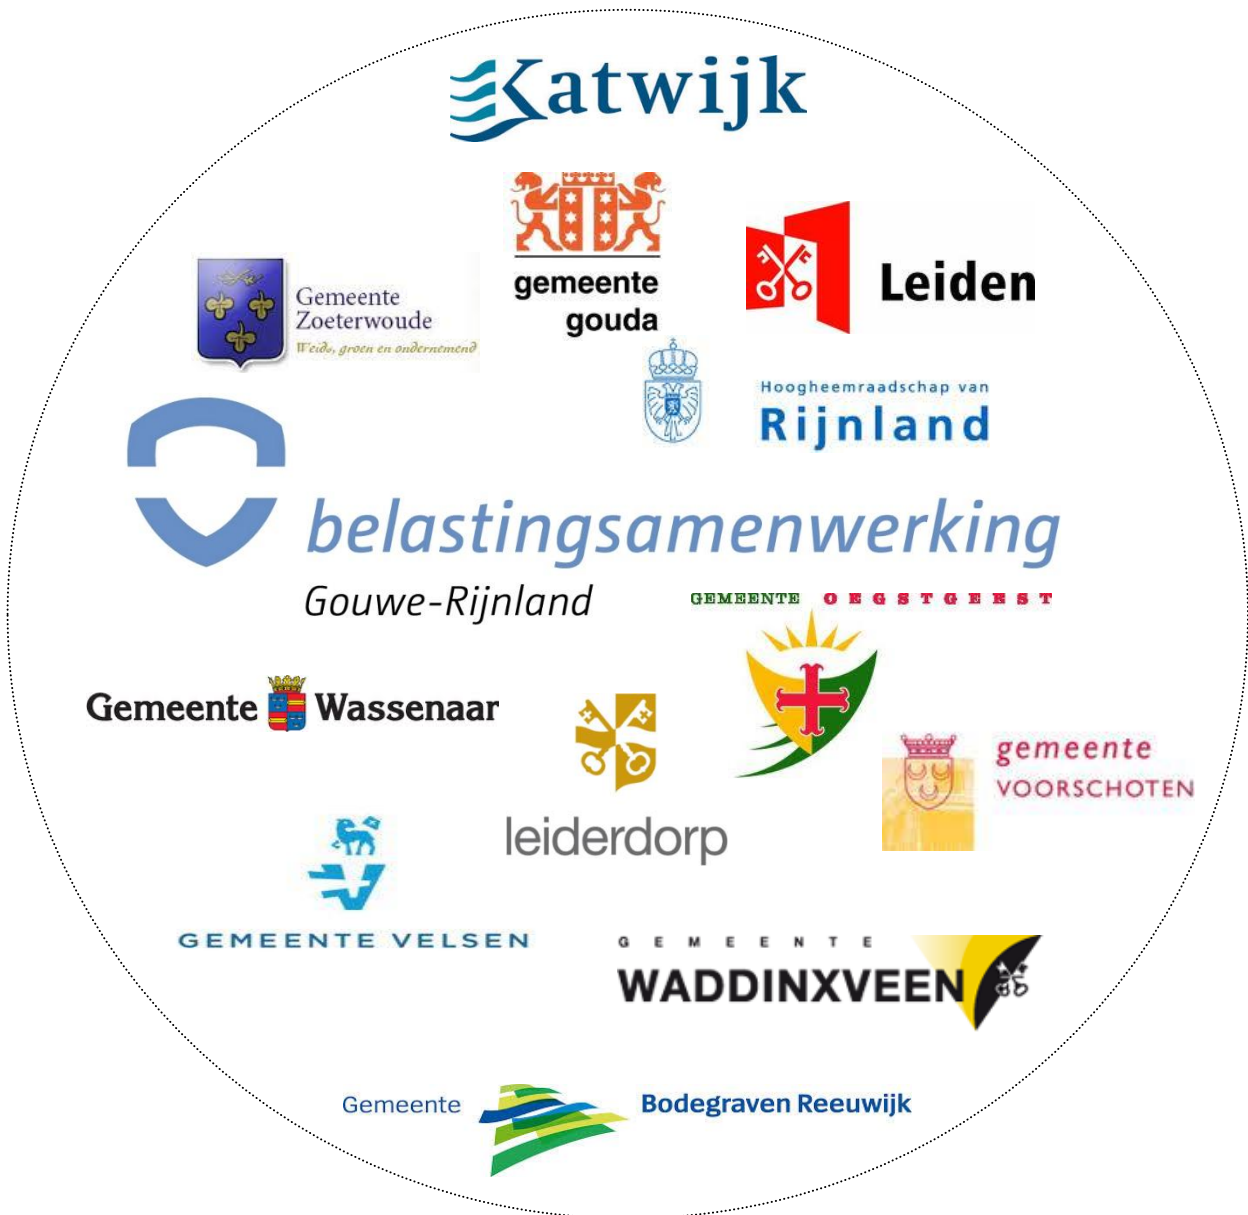 Katwijk
gemeente
gouda
Leiden
Gemeente
Zoeterwoude
Weids, groen en ondernemend
Hoogheemraadschap van
Rijnland
belastingsamenwerking
Gouwe-Rijnland
GEMEENTE OEGSTGEEST
Gemeente Wassenaar
gemeente
VOORSCHOTEN
leiderdorp
GEMEENTE VELSEN
GEMEENTE
WADDINXVEEN
Gemeente Bodegraven Reeuwijk